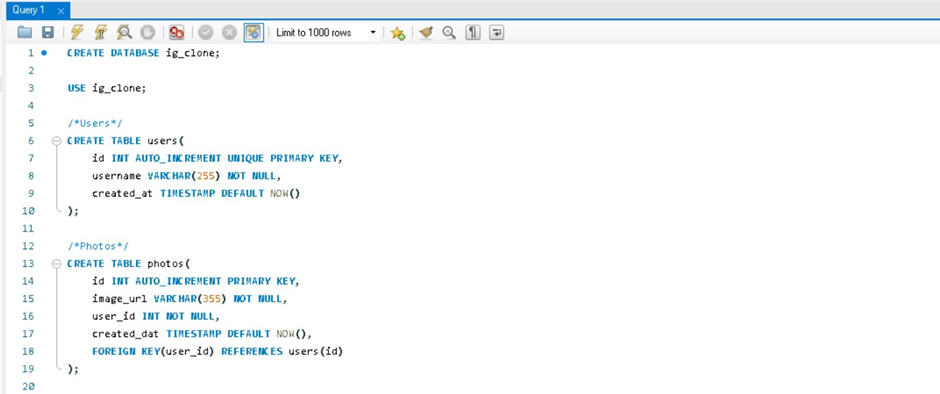 Query 1
Limit to 1000 rows
1 CREATE DATABASE ig_clone;
2
3 USE ig_clone;
4
5 /*Users*/
6 CREATE TABLE users(
7 id INT AUTO_INCREMENT UNIQUE PRIMARY KEY,
8 username VARCHAR(255) NOT NULL,
9 created_at TIMESTAMP DEFAULT NOW()
10 );
11
12 /*Photos*/
13 CREATE TABLE photos(
14 id INT AUTO_INCREMENT PRIMARY KEY,
15 image_url VARCHAR(355) NOT NULL,
16 user_id INT NOT NULL,
17 created_dat TIMESTAMP DEFAULT NOW(),
18 FOREIGN KEY(user_id) REFERENCES users(id)
19 );
20